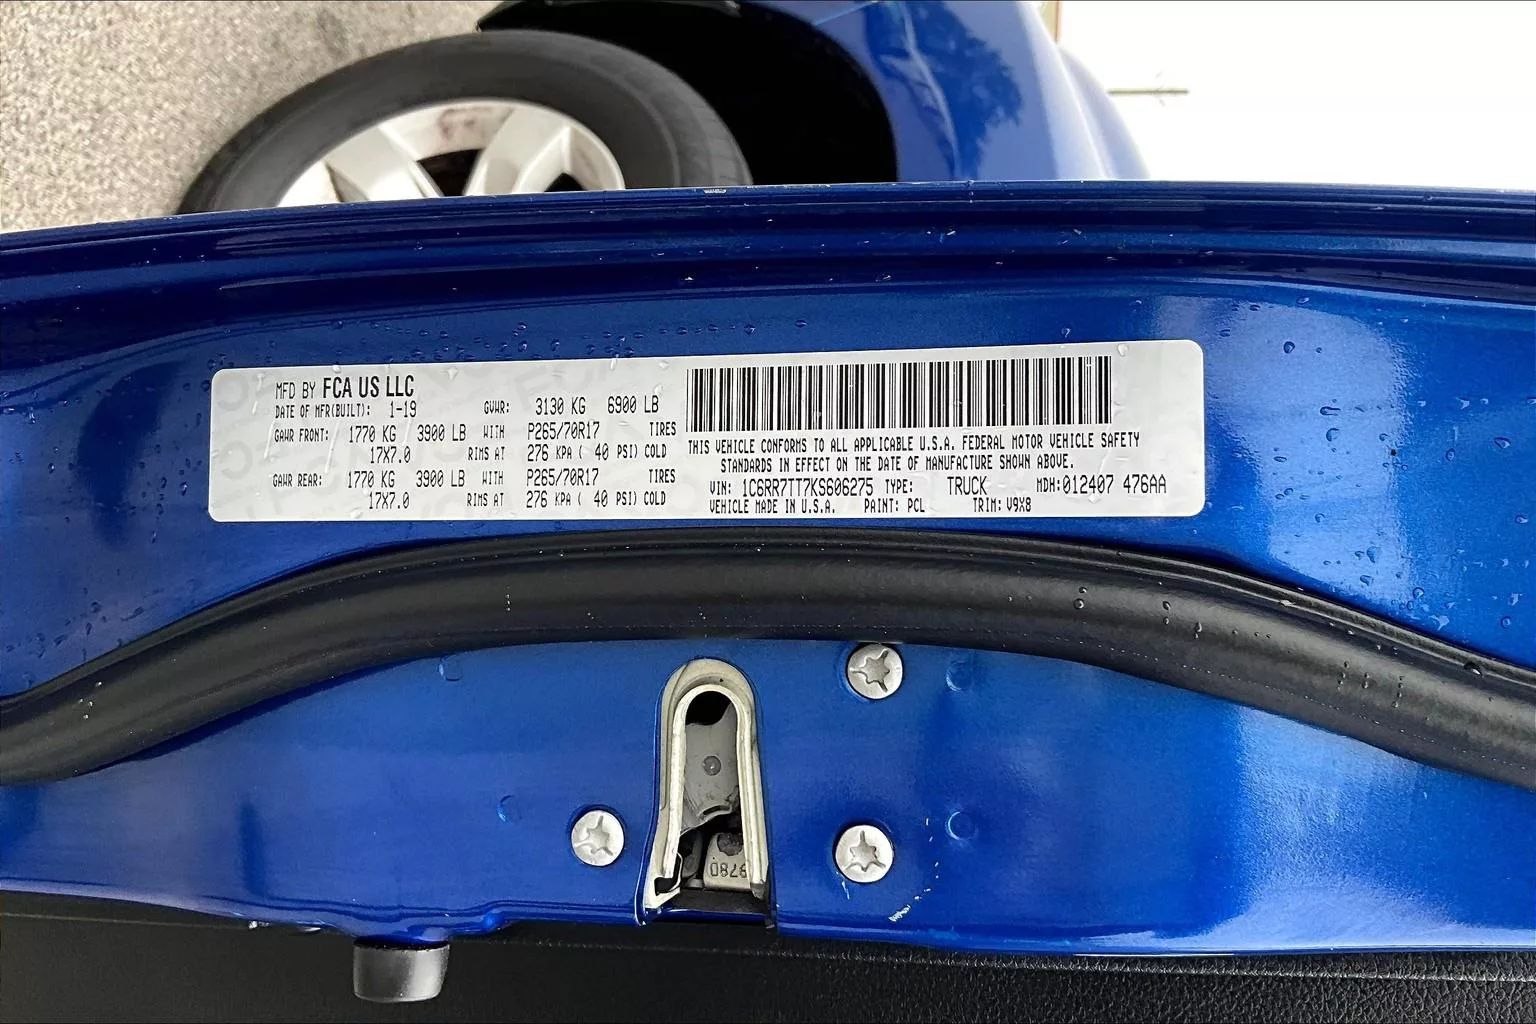 MFD BY FCA US LLC
DATE OF MFR(BUILT): 1-19 GVWR: 3130 KG 6900 LB
GAWR FRONT: 1770 KG 3900 LB WITH P265/70R17 TIRES
17X7.0 RIMS AT 276 KPA ( 40 PSI) COLD
GAWR REAR: 1770 KG 3900 LB WITH P265/70R17 TIRES
17X7.0 RIMS AT 276 KPA ( 40 PSI) COLD
THIS VEHICLE CONFORMS TO ALL APPLICABLE U.S.A. FEDERAL MOTOR VEHICLE SAFETY
STANDARDS IN EFFECT ON THE DATE OF MANUFACTURE SHOWN ABOVE.
VIN: 1C6RR7TT7KS606275 TYPE: TRUCK MDH:012407 476AA
VEHICLE MADE IN U.S.A. PAINT: PCL TRIM: V9X8